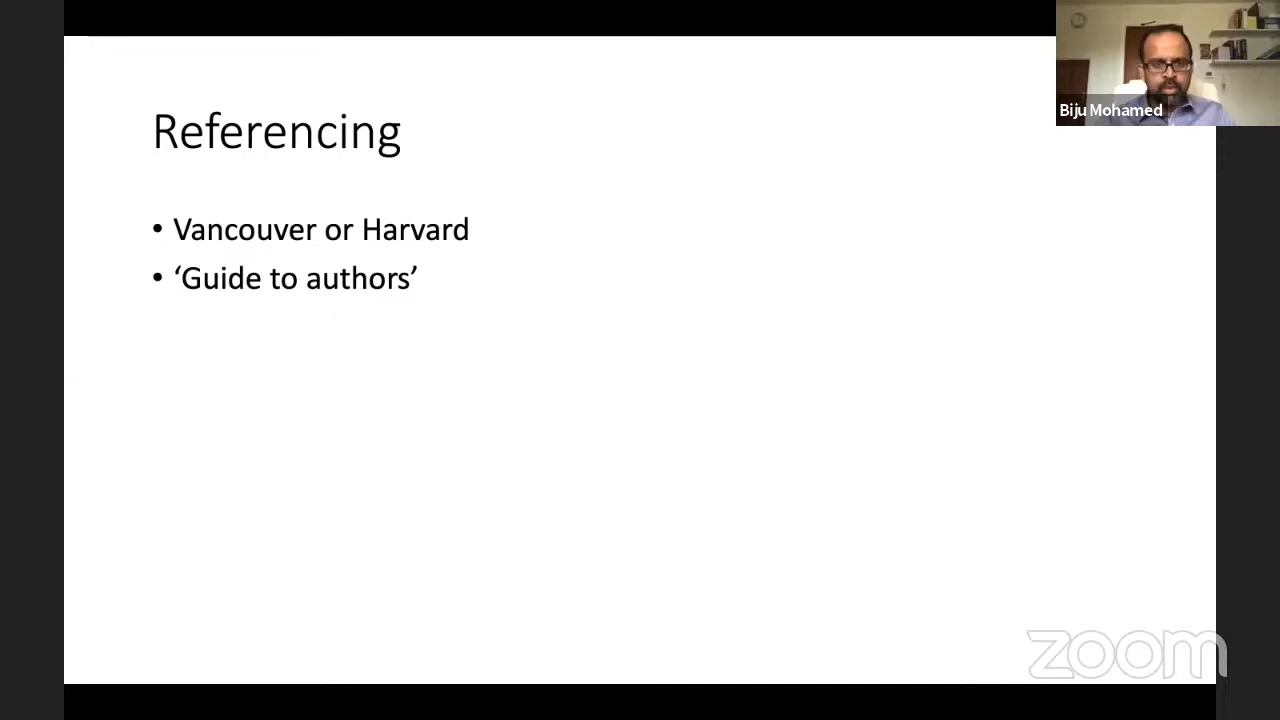 Referencing
• Vancouver or Harvard
• ‘Guide to authors’
Biju Mohamed
zoom